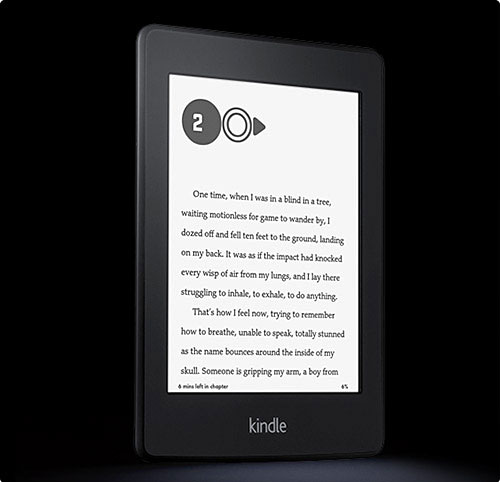 2
One time, when I was in a blind in a tree,
waiting motionless for game to wander by, I
dozed off and fell ten feet to the ground, landing
on my back. It was as if the impact had knocked
every wisp of air from my lungs, and I lay there
struggling to inhale, to exhale, to do anything.
That's how I feel now, trying to remember
how to breathe, unable to speak, totally stunned
as the name bounces around the inside of my
skull. Someone is gripping my arm, a boy from
6 mins left in chapter 6%
kindle